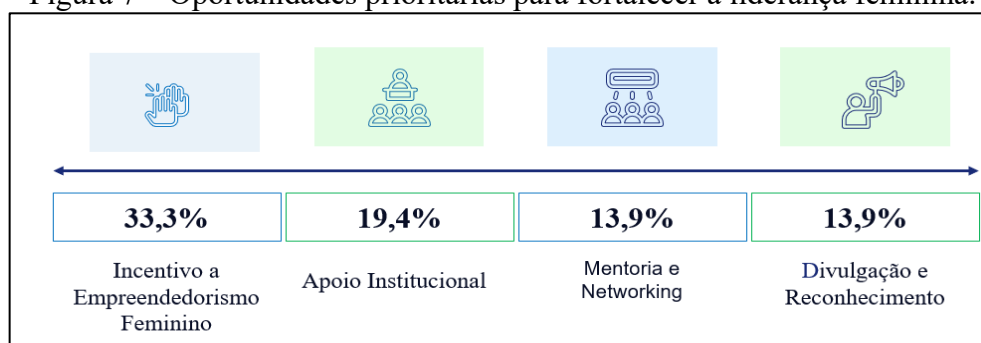 Figura 7 – Oportunidades prioritárias para fortalecer a liderança feminina.
33,3%
19,4%
13,9%
13,9%
Incentivo a
Empreendedorismo
Feminino
Apoio Institucional
Mentoria e
Networking
Divulgação e
Reconhecimento